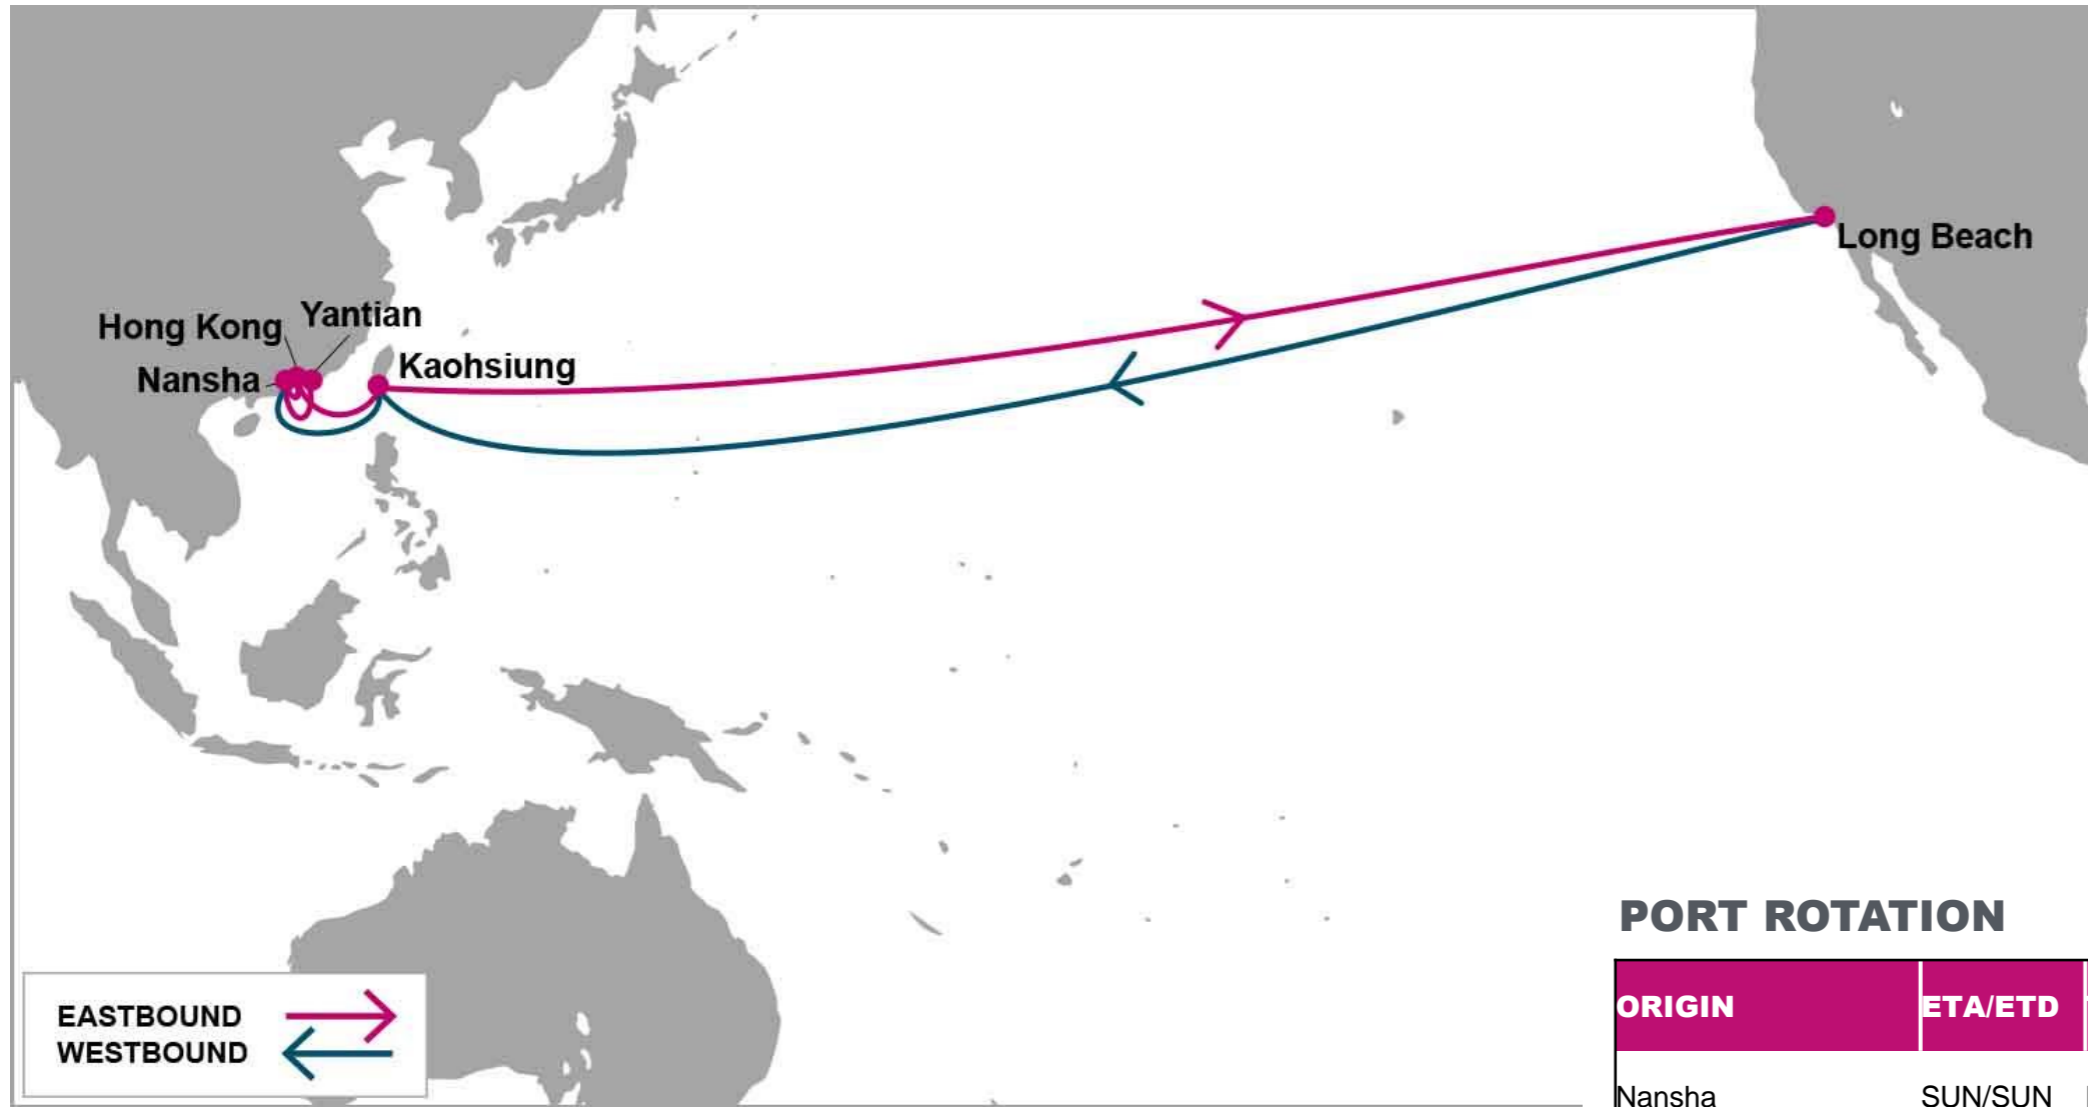 Long Beach
Yantian
Hong Kong
Kaohsiung
Nansha
PORT ROTATION
ORIGIN ETA/ETD
Nansha SUN/SUN
EASTBOUND
WESTBOUND